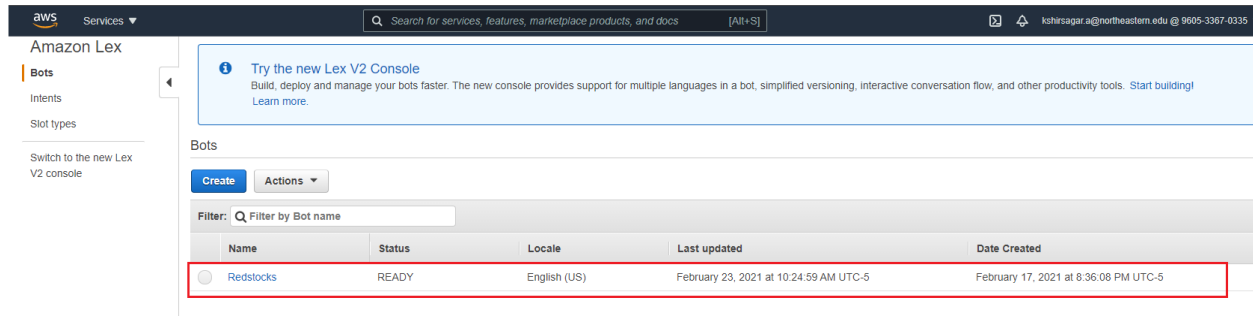 aws Services Search for services, features, marketplace products, and docs [Alt+S] kshirsagar.a@northeastern.edu @ 9605-3367-0335
Amazon Lex
Bots
Intents
Slot types
Switch to the new Lex
V2 console
Try the new Lex V2 Console
Build, deploy and manage your bots faster. The new console provides support for multiple languages in a bot, simplified versioning, interactive conversation flow, and other productivity tools. Start building!
Learn more.
Bots
Create Actions
Filter: Filter by Bot name
Name Status Locale Last updated Date Created
Redstocks READY English (US) February 23, 2021 at 10:24:59 AM UTC-5 February 17, 2021 at 8:36:08 PM UTC-5